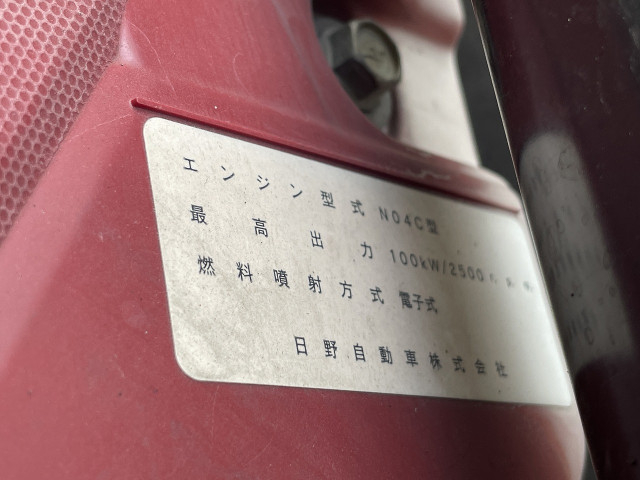 エンジン型式 N04C型
最高出力 100kW/2500r.p.m.
燃料噴射方式 電子式
日野自動車株式会社